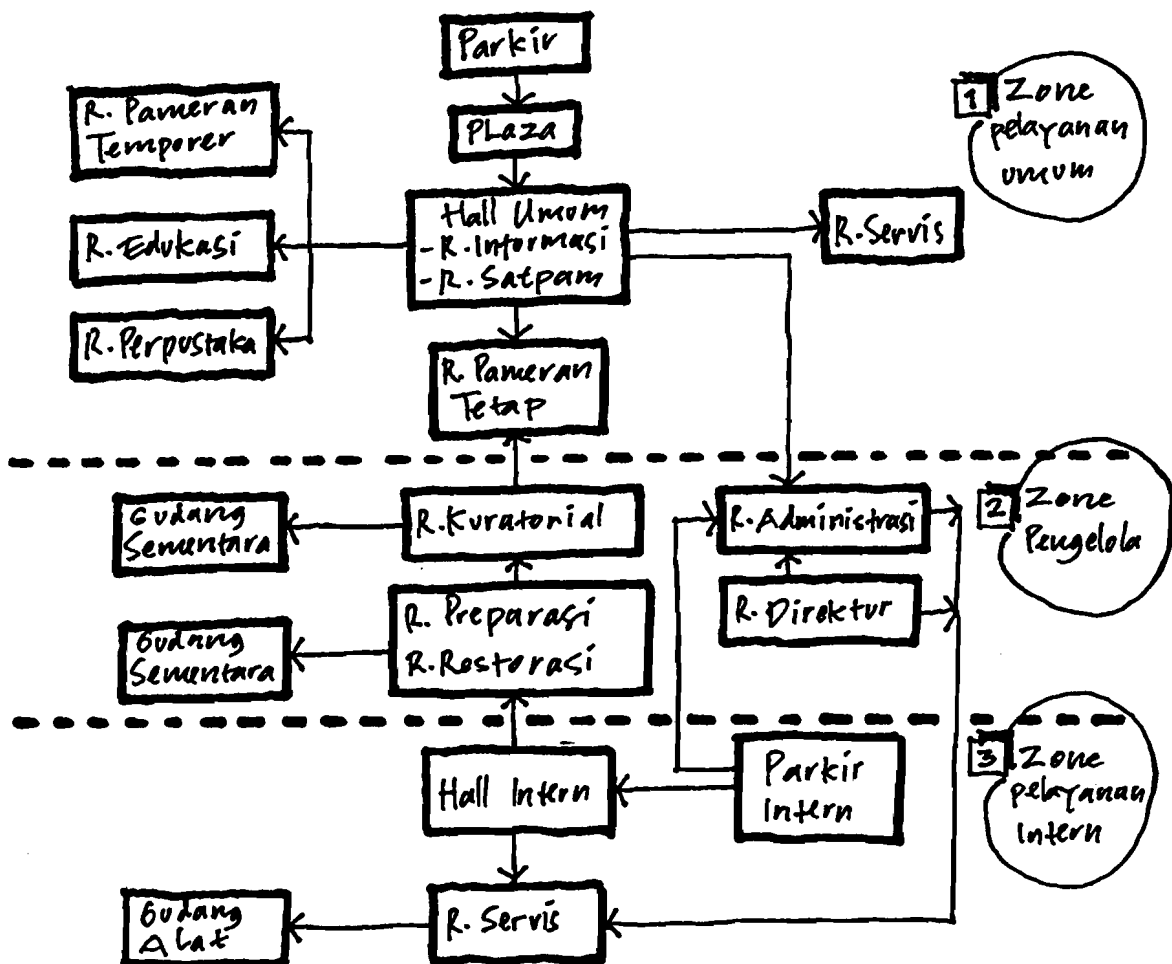 Parkir
R. Pameran
Temporer
PLaza
1 Zone
pelayanan
umum
Hall Umum
- R. Informasi
- R. Satpam
R. Servis
R. Edukasi
R. Perpustaka
R. Pameran
Tetap
Gudang
Sementara
R. Kuratorial
R. Administrasi
2 Zone
Pengelola
R. Direktur
Gudang
Sementara
R. Preparasi
R. Restorasi
Hall Intern
Parkir
Intern
3 Zone
pelayanan
Intern
Gudang
Alat
R. Servis